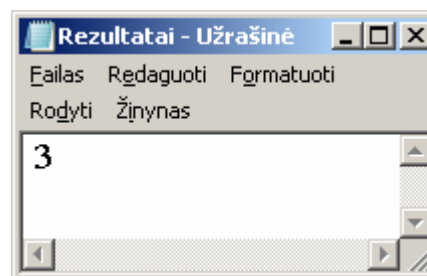 Rezultatai - Užrašinė
Failas Redaguoti Formatuoti
Rodyti Žinynas
3